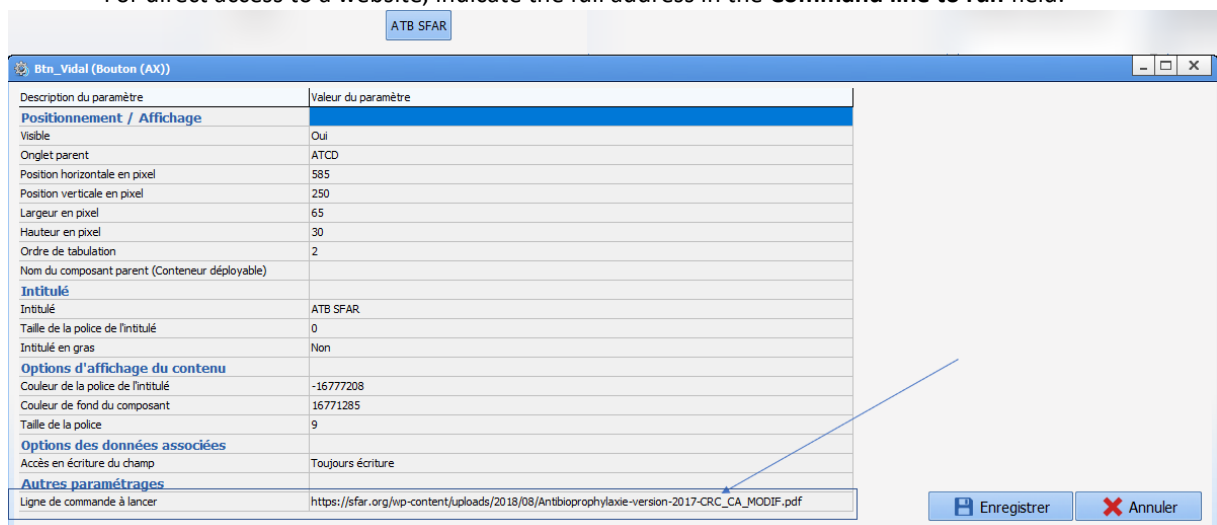 For direct access to a website, indicate the full address in the Command line to run field.
ATB SFAR
Btn_Vidal (Bouton (AX))
Description du paramètre Valeur du paramètre
Positionnement / Affichage
Visible Oui
Onglet parent ATCD
Position horizontale en pixel 585
Position verticale en pixel 250
Largeur en pixel 65
Hauteur en pixel 30
Ordre de tabulation 2
Nom du composant parent (Conteneur déployable)
Intitulé
Intitulé ATB SFAR
Taille de la police de l'intitulé 0
Intitulé en gras Non
Options d'affichage du contenu
Couleur de la police de l'intitulé -16777208
Couleur de fond du composant 16771285
Taille de la police 9
Options des données associées
Accès en écriture du champ Toujours écriture
Autres paramétrages
Ligne de commande à lancer https://sfar.org/wp-content/uploads/2018/08/Antibioprophylaxie-version-2017-CRC_CA_MODIF.pdf
Enregistrer Annuler